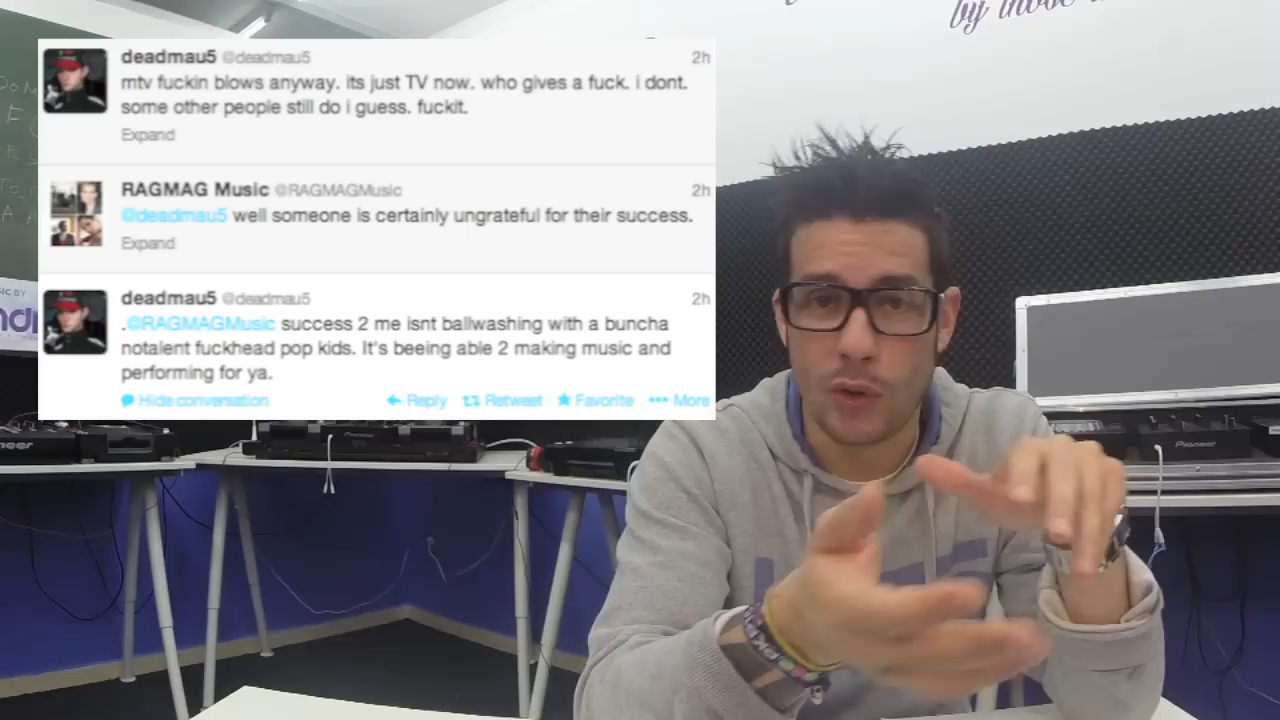 by those
deadmau5 @deadmau5 2h
mtv fuckin blows anyway. its just TV now. who gives a fuck. i dont.
some other people still do i guess. fuckit.
Expand
RAGMAG Music @RAGMAGMusic 2h
@deadmau5 well someone is certainly ungrateful for their success.
Expand
deadmau5 @deadmau5 2h
.@RAGMAGMusic success 2 me isnt ballwashing with a buncha
notalent fuckhead pop kids. It's beeing able 2 making music and
performing for ya.
Hide conversation Reply Retweet Favorite More
Pioneer